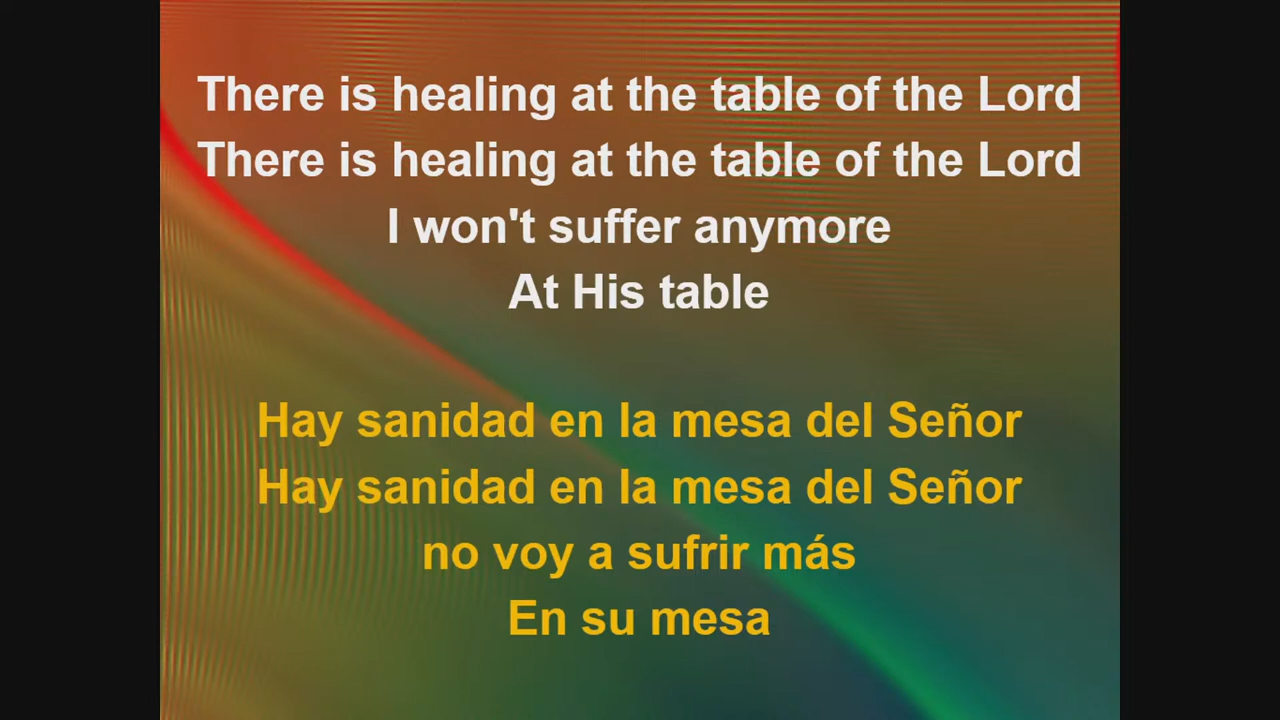 There is healing at the table of the Lord
There is healing at the table of the Lord
I won't suffer anymore
At His table
Hay sanidad en la mesa del Señor
Hay sanidad en la mesa del Señor
no voy a sufrir más
En su mesa